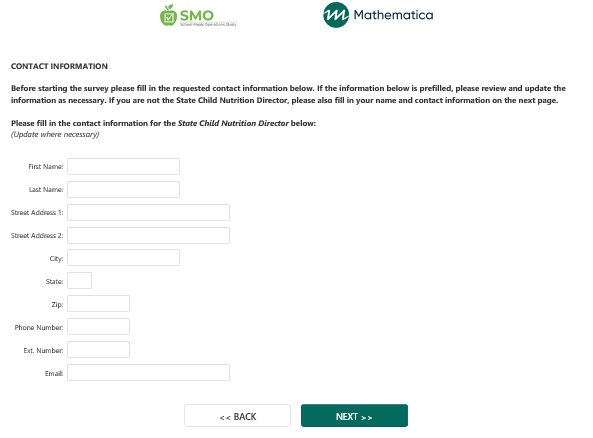 SMO
School Meals Operations Study
Mathematica
CONTACT INFORMATION
Before starting the survey please fill in the requested contact information below. If the information below is prefilled, please review and update the
information as necessary. If you are not the State Child Nutrition Director, please also fill in your name and contact information on the next page.
Please fill in the contact information for the State Child Nutrition Director below:
(Update where necessary)
First Name:
Last Name:
Street Address 1:
Street Address 2:
City:
State:
Zip:
Phone Number:
Ext. Number:
Email:
<< BACK
NEXT >>